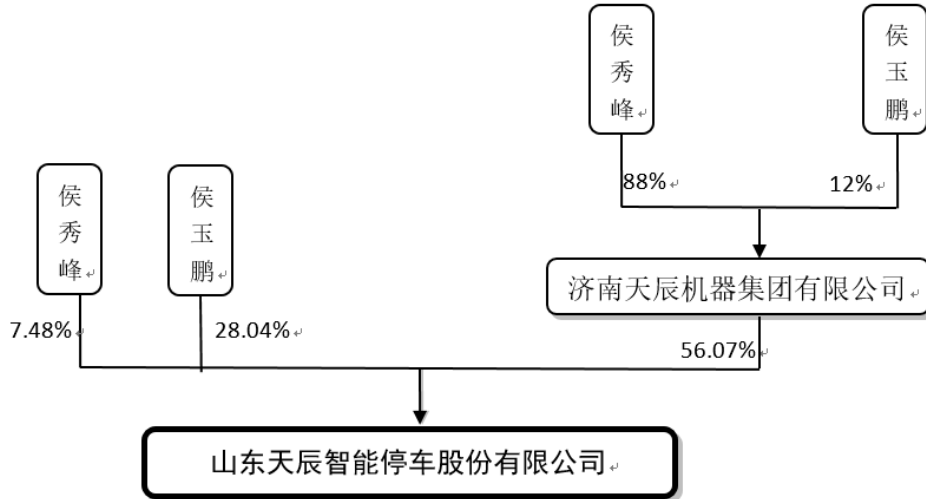 侯秀峰
侯玉鹏
88%
12%
侯秀峰
侯玉鹏
济南天辰机器集团有限公司
7.48%
28.04%
56.07%
山东天辰智能停车股份有限公司